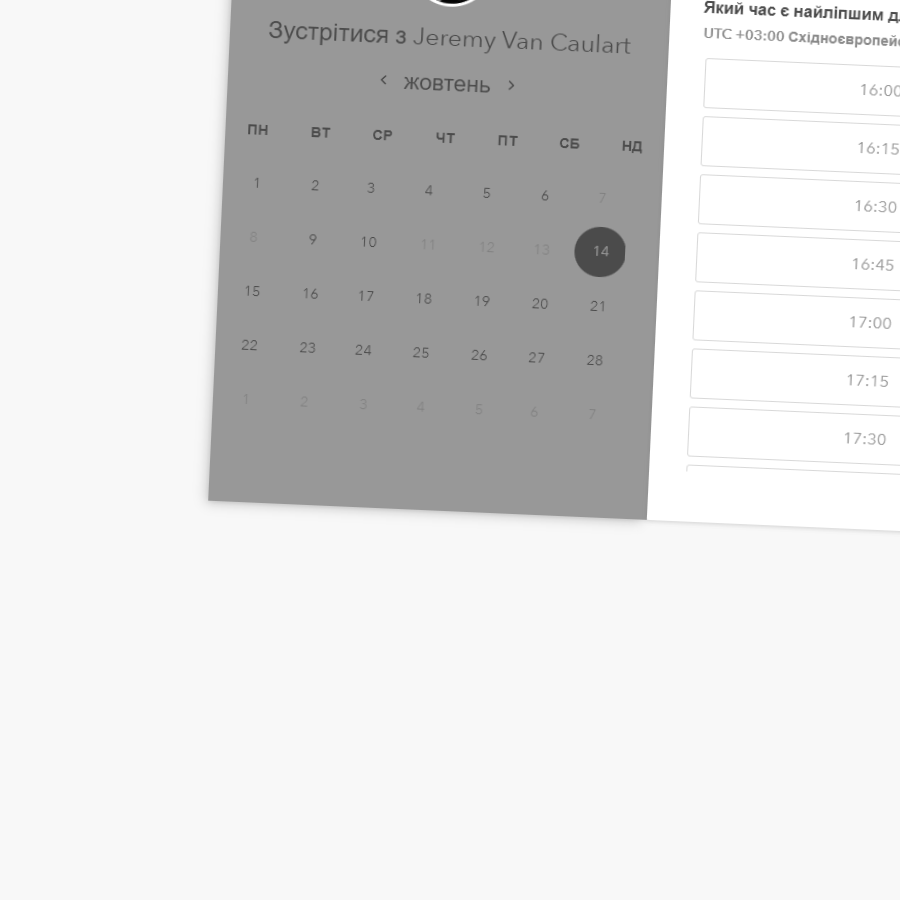 Зустрітися з Jeremy Van Caulart
жовтень
ПН ВТ СР ЧТ ПТ СБ НД
1 2 3 4 5 6 7
8 9 10 11 12 13 14
15 16 17 18 19 20 21
22 23 24 25 26 27 28
1 2 3 4 5 6 7
Який час є найліпшим
UTC +03:00
16:00
16:15
16:30
16:45
17:00
17:15
17:30